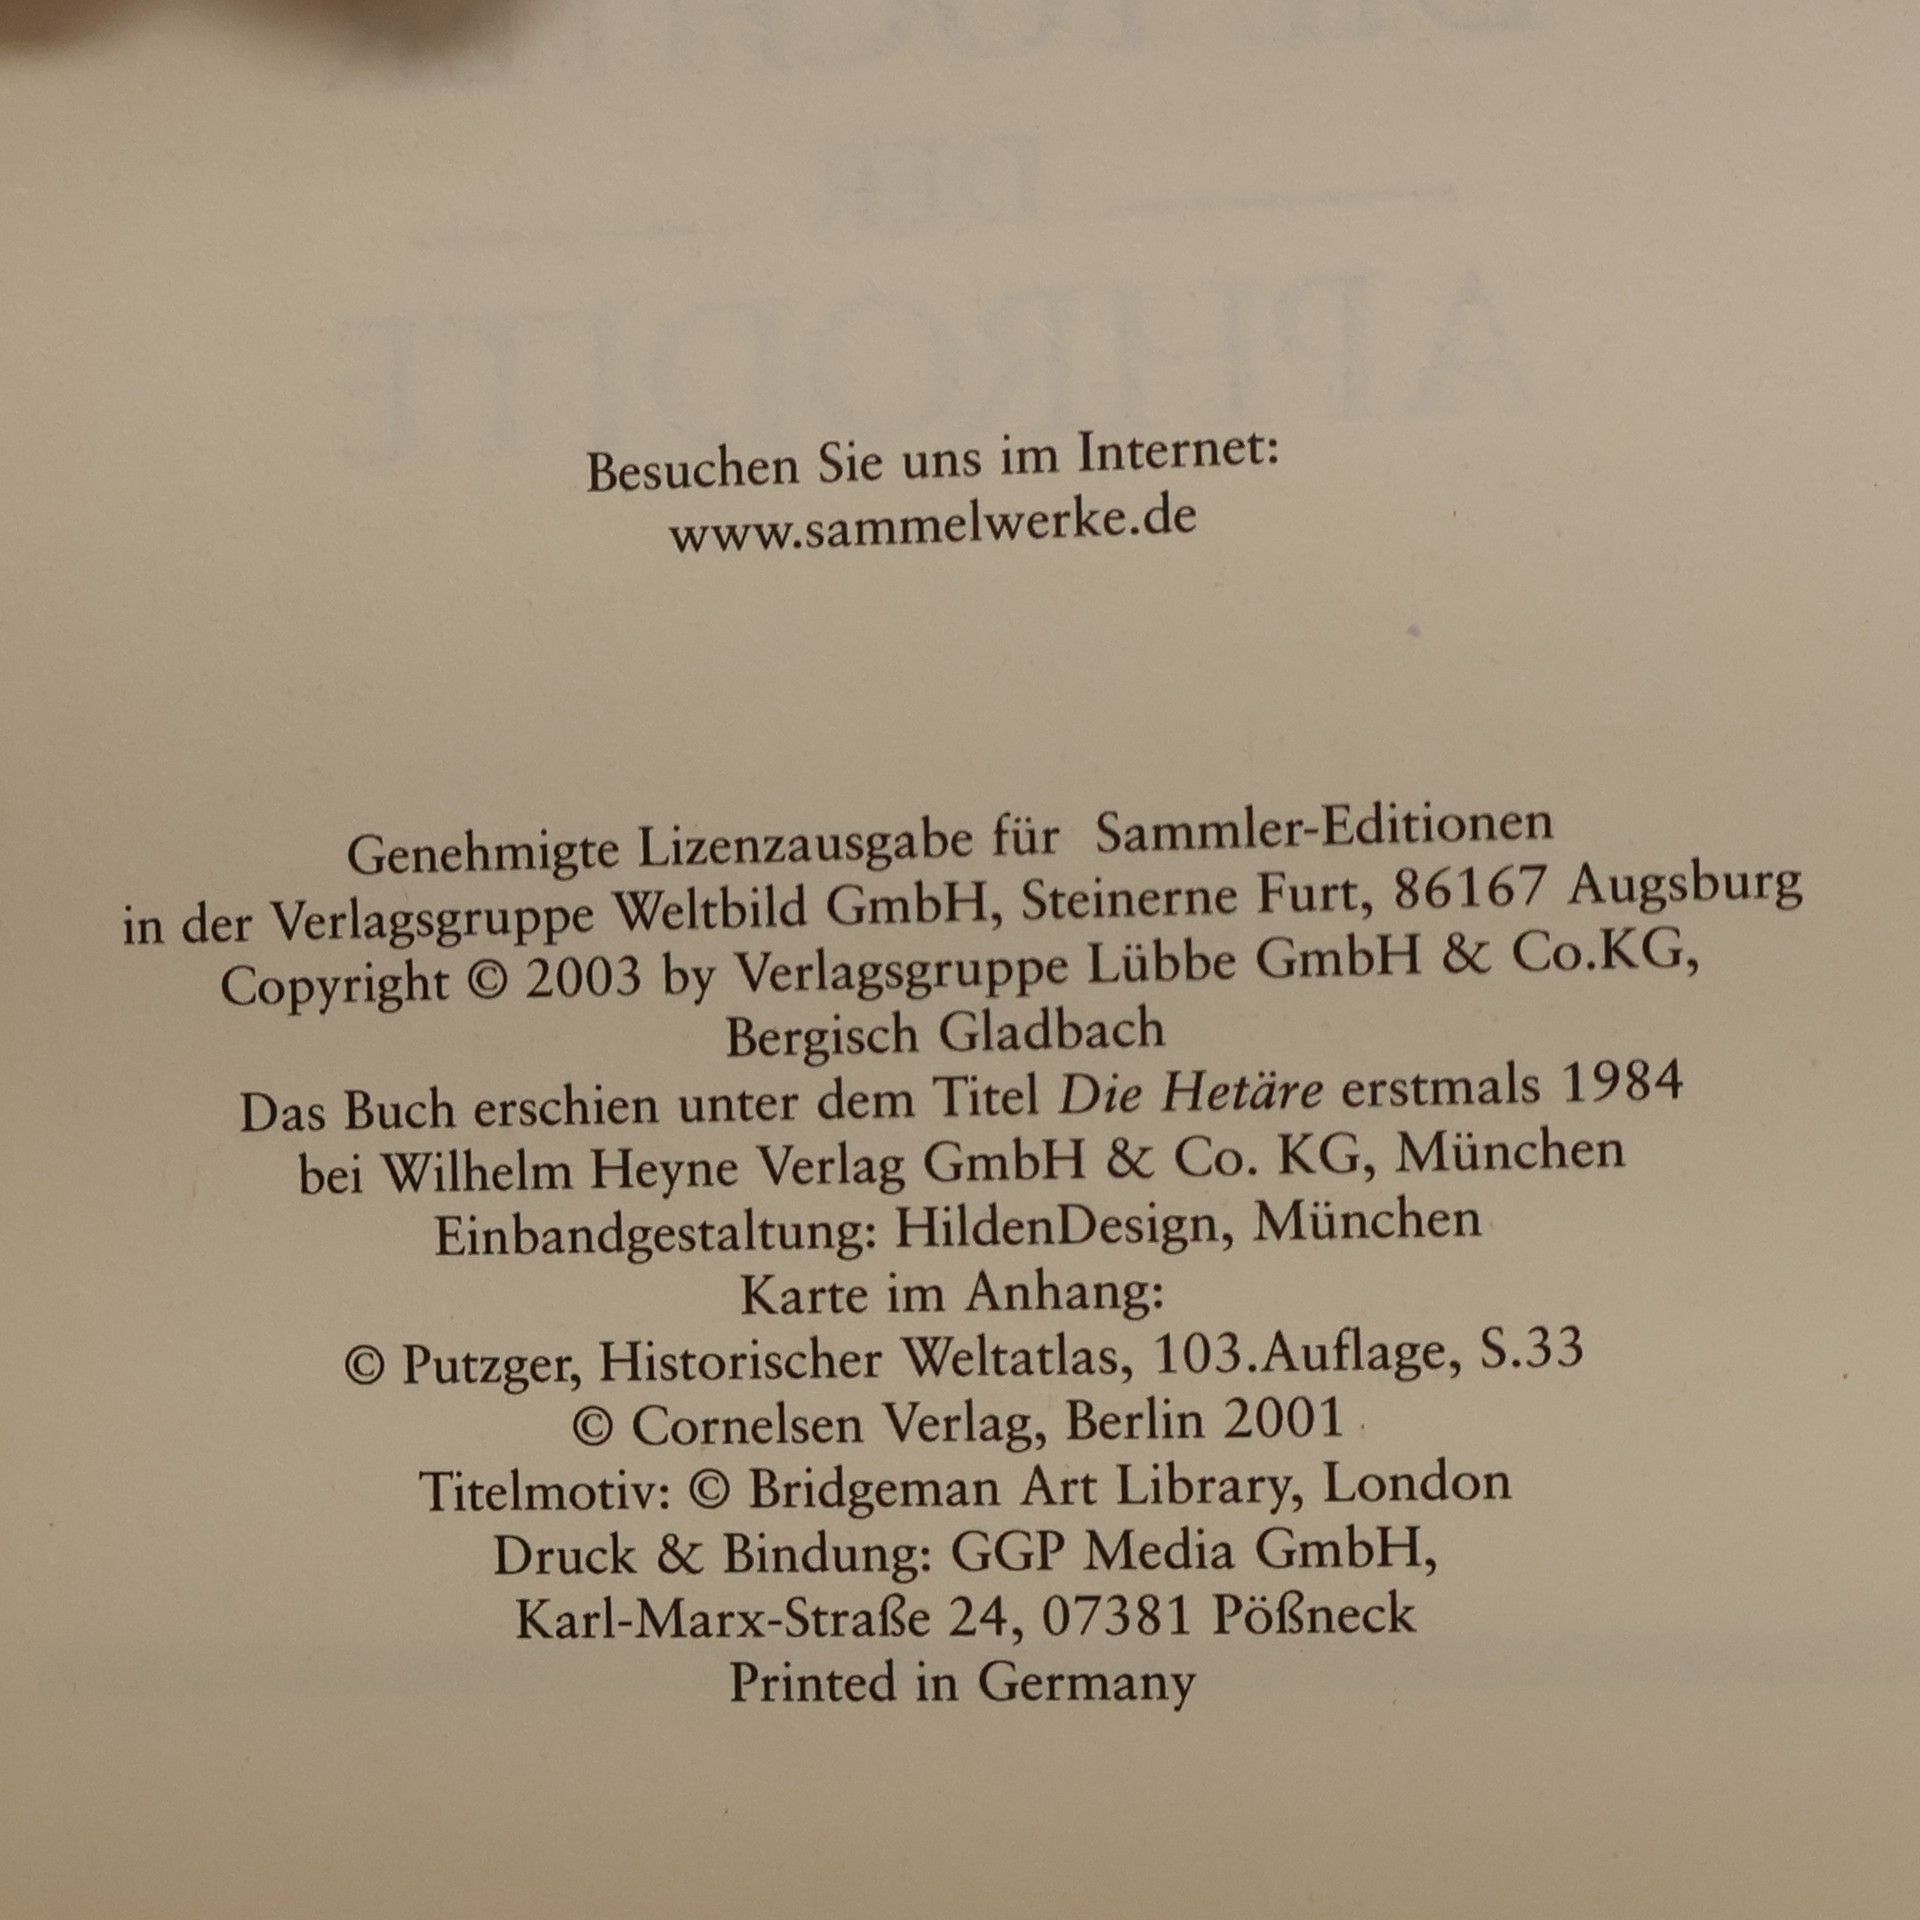 Besuchen Sie uns im Internet:
www.sammelwerke.de
Genehmigte Lizenzausgabe für Sammler-Editionen
in der Verlagsgruppe Weltbild GmbH, Steinerne Furt, 86167 Augsburg
Copyright © 2003 by Verlagsgruppe Lübbe GmbH & Co.KG,
Bergisch Gladbach
Das Buch erschien unter dem Titel Die Hetäre erstmals 1984
bei Wilhelm Heyne Verlag GmbH & Co. KG, München
Einbandgestaltung: HildenDesign, München
Karte im Anhang:
© Putzger, Historischer Weltatlas, 103.Auflage, S.33
© Cornelsen Verlag, Berlin 2001
Titelmotiv: © Bridgeman Art Library, London
Druck & Bindung: GGP Media GmbH,
Karl-Marx-Straße 24, 07381 Pößneck
Printed in Germany